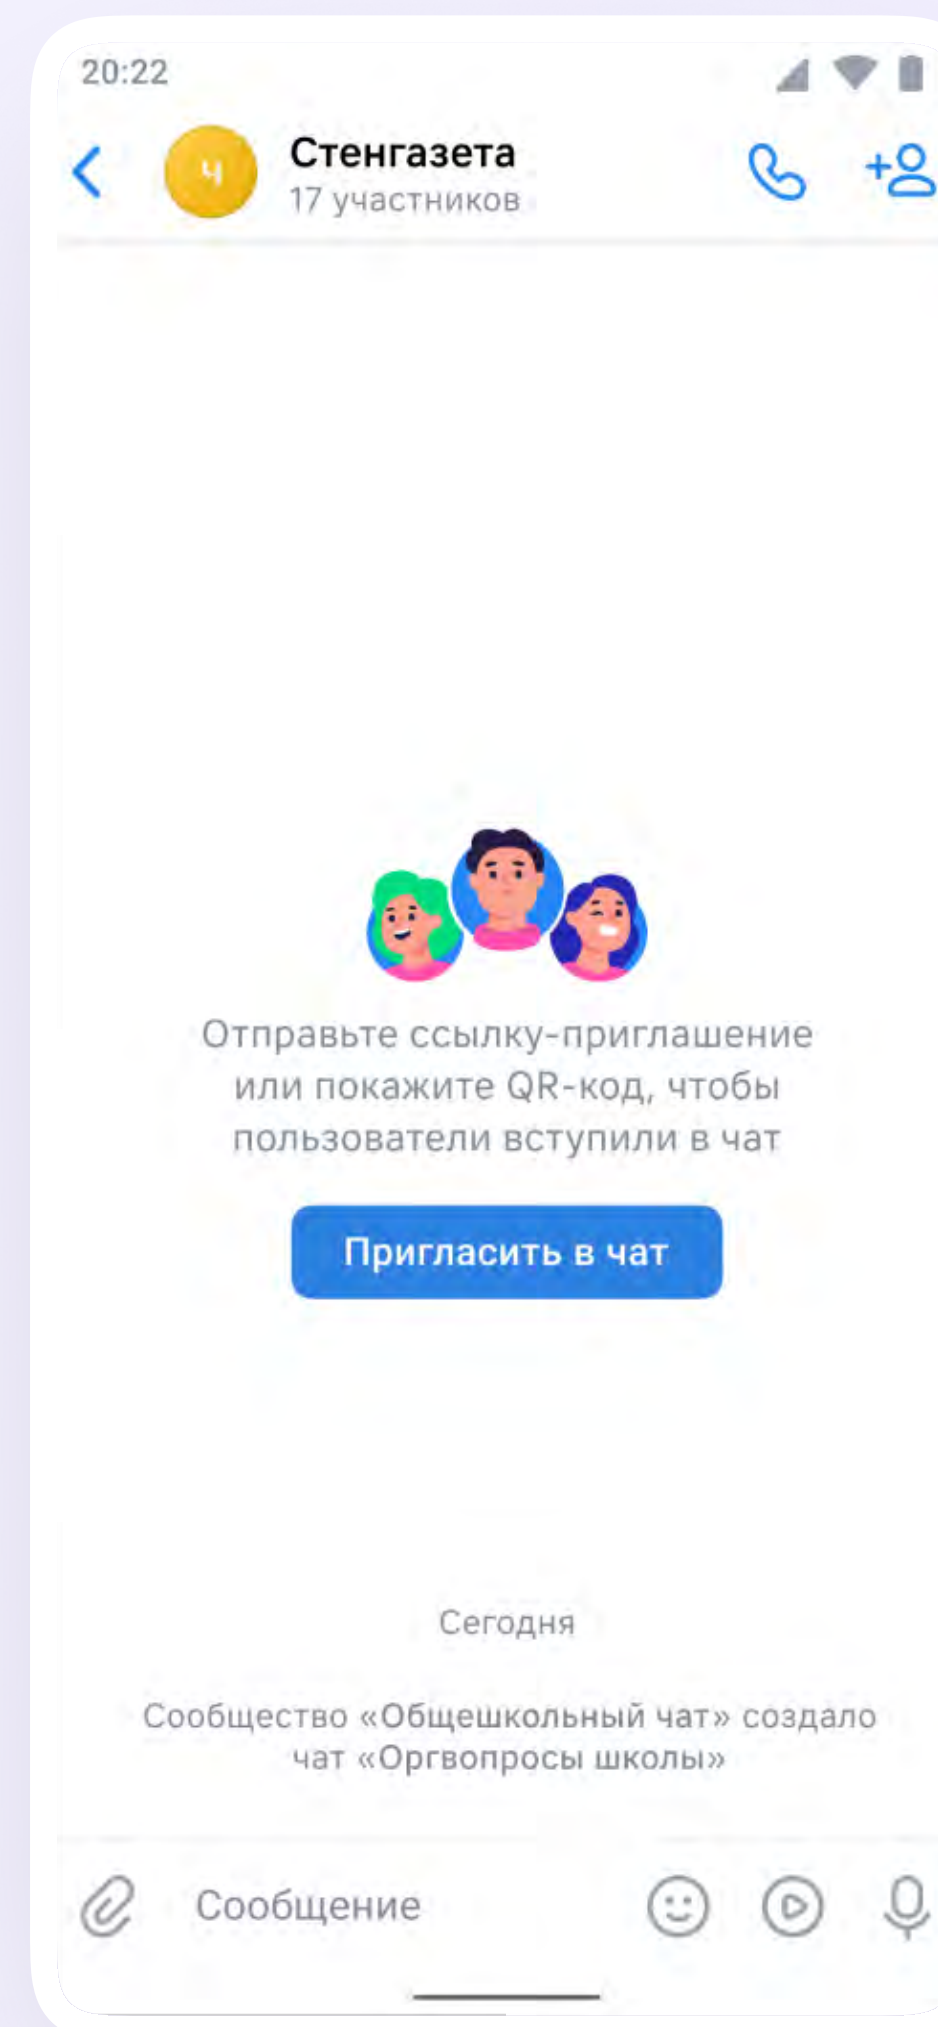 20:22
Ч
Стенгазета
17 участников
Отправьте ссылку-приглашение
или покажите QR-код, чтобы
пользователи вступили в чат
Пригласить в чат
Сегодня
Сообщество «Общешкольный чат» создало
чат «Оргвопросы школы»
Сообщение